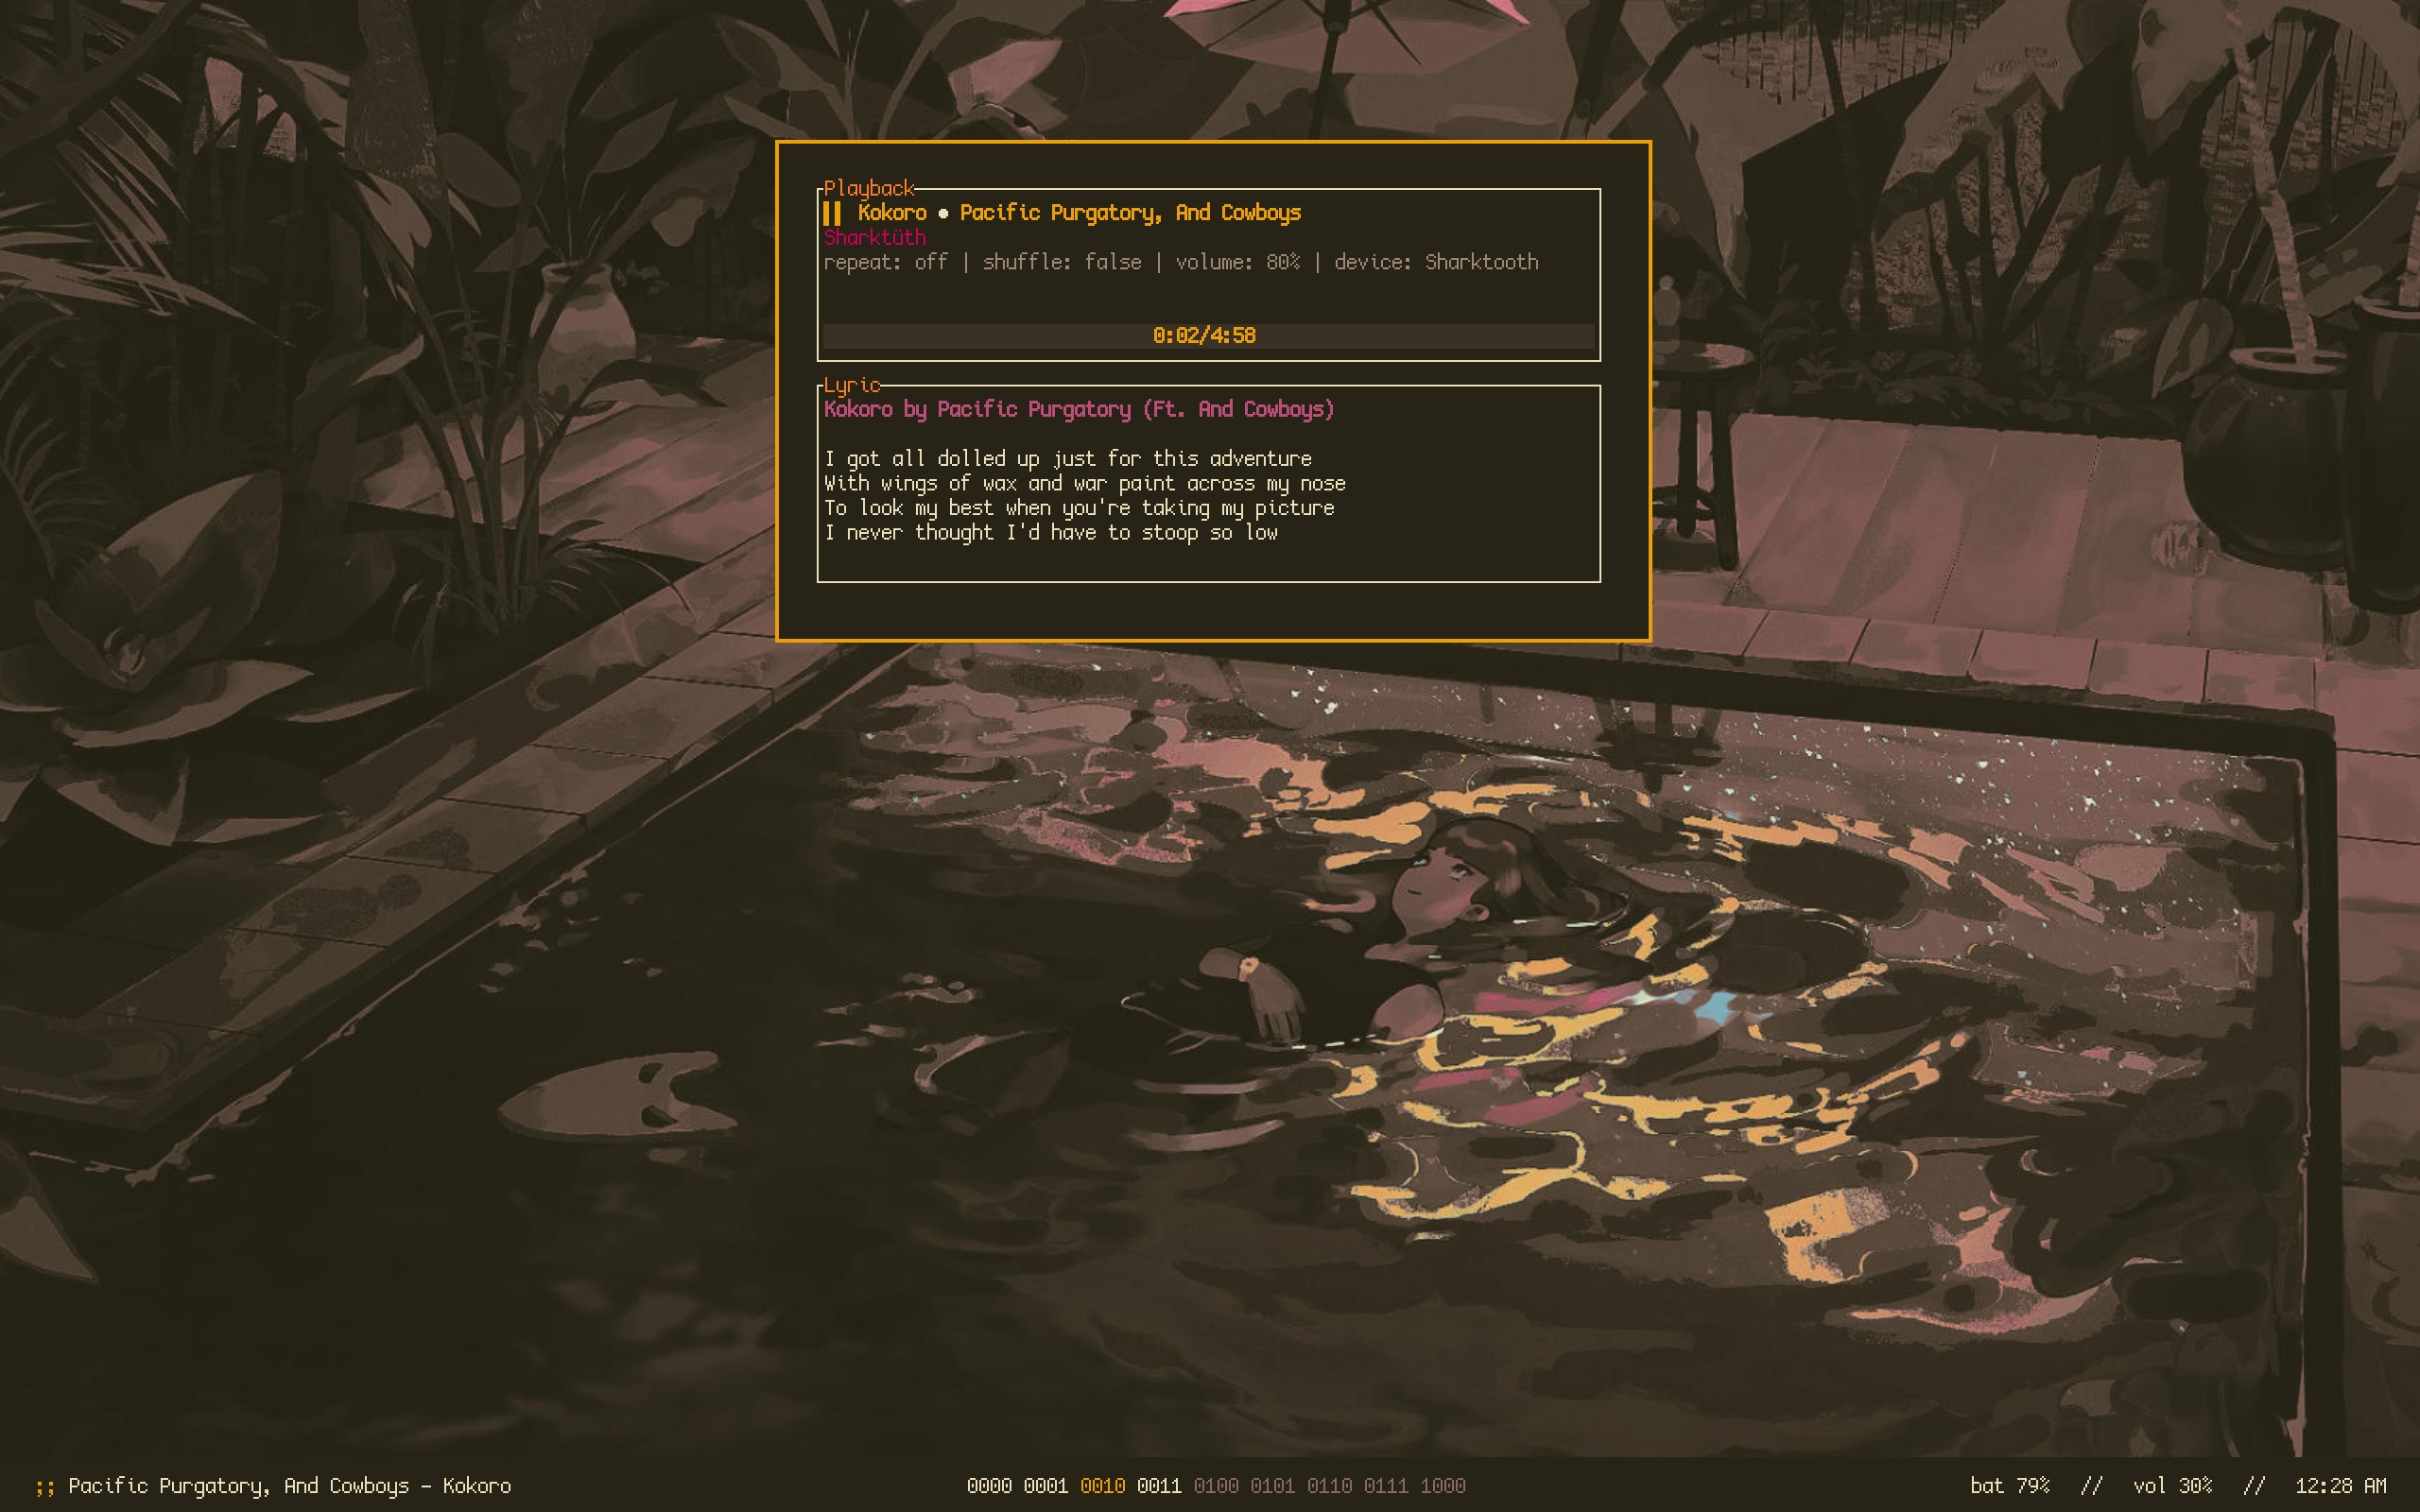 Playback
Kokoro • Pacific Purgatory, And Cowboys
Sharktüth
repeat: off | shuffle: false | volume: 80% | device: Sharktooth
0:02/4:58
Lyric
Kokoro by Pacific Purgatory (Ft. And Cowboys)
I got all dolled up just for this adventure
With wings of wax and war paint across my nose
To look my best when you're taking my picture
I never thought I'd have to stoop so low
;; Pacific Purgatory, And Cowboys - Kokoro
0000 0001 0010 0011 0100 0101 0110 0111 1000
bat 79% // vol 30% // 12:28 AM